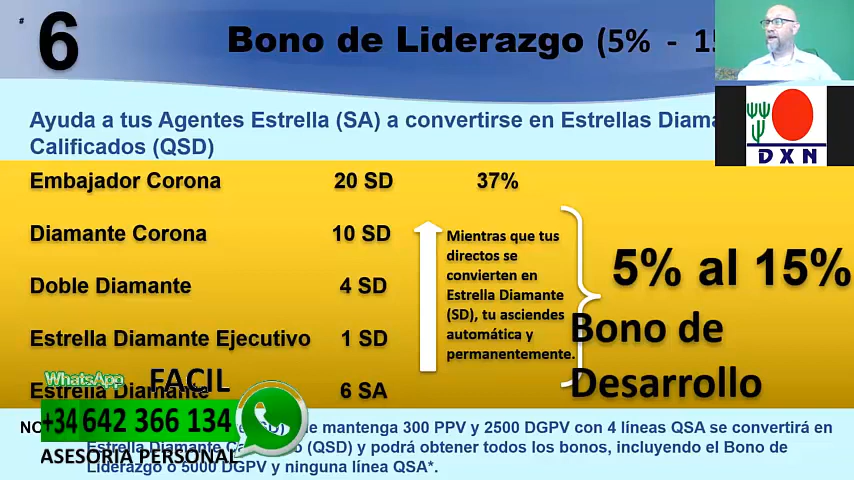 #
6
Bono de Liderazgo (5% - 1
Ayuda a tus Agentes Estrella (SA) a convertirse en Estrellas
Calificados (QSD)
Embajador Corona 20 SD 37%
Diamante Corona 10 SD
Doble Diamante 4 SD
Estrella Diamante Ejecutivo 1 SD
Estrella Diamante 6 SA
Mientras que tus
directos se
convierten en
Estrella Diamante
(SD), tu asciendes
automática y
permanentemente.
5% al 15%
Bono de
Desarrollo
DXN
WhatsApp FACIL
+34 642 366 134
ASESORIA PERSONAL
mantenga 300 PPV y 2500 DGPV con 4 líneas QSA se convertirá en
Estrella Diamante (QSD) y podrá obtener todos los bonos, incluyendo el Bono de
Liderazgo o 5000 DGPV y ninguna línea QSA*.